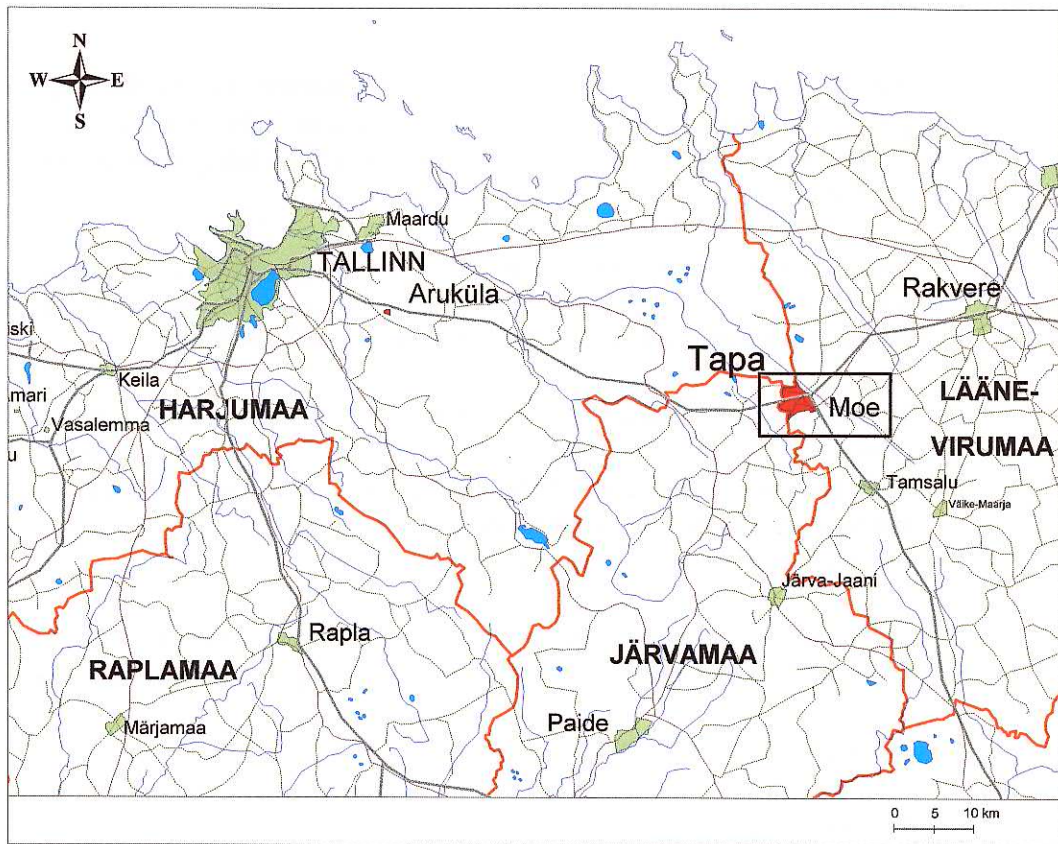 N
W E
S
Maardu
TALLINN
Aruküla
Rakvere
Tapa
Keila
HARJUMAA
Moe
LÄÄNE-
VIRUMAA
Vasalemma
Tamsalu
Väike-Maarja
Järva-Jaani
Rapla
JÄRVAMAA
RAPLAMAA
Märjamaa
Paide
0 5 10 km